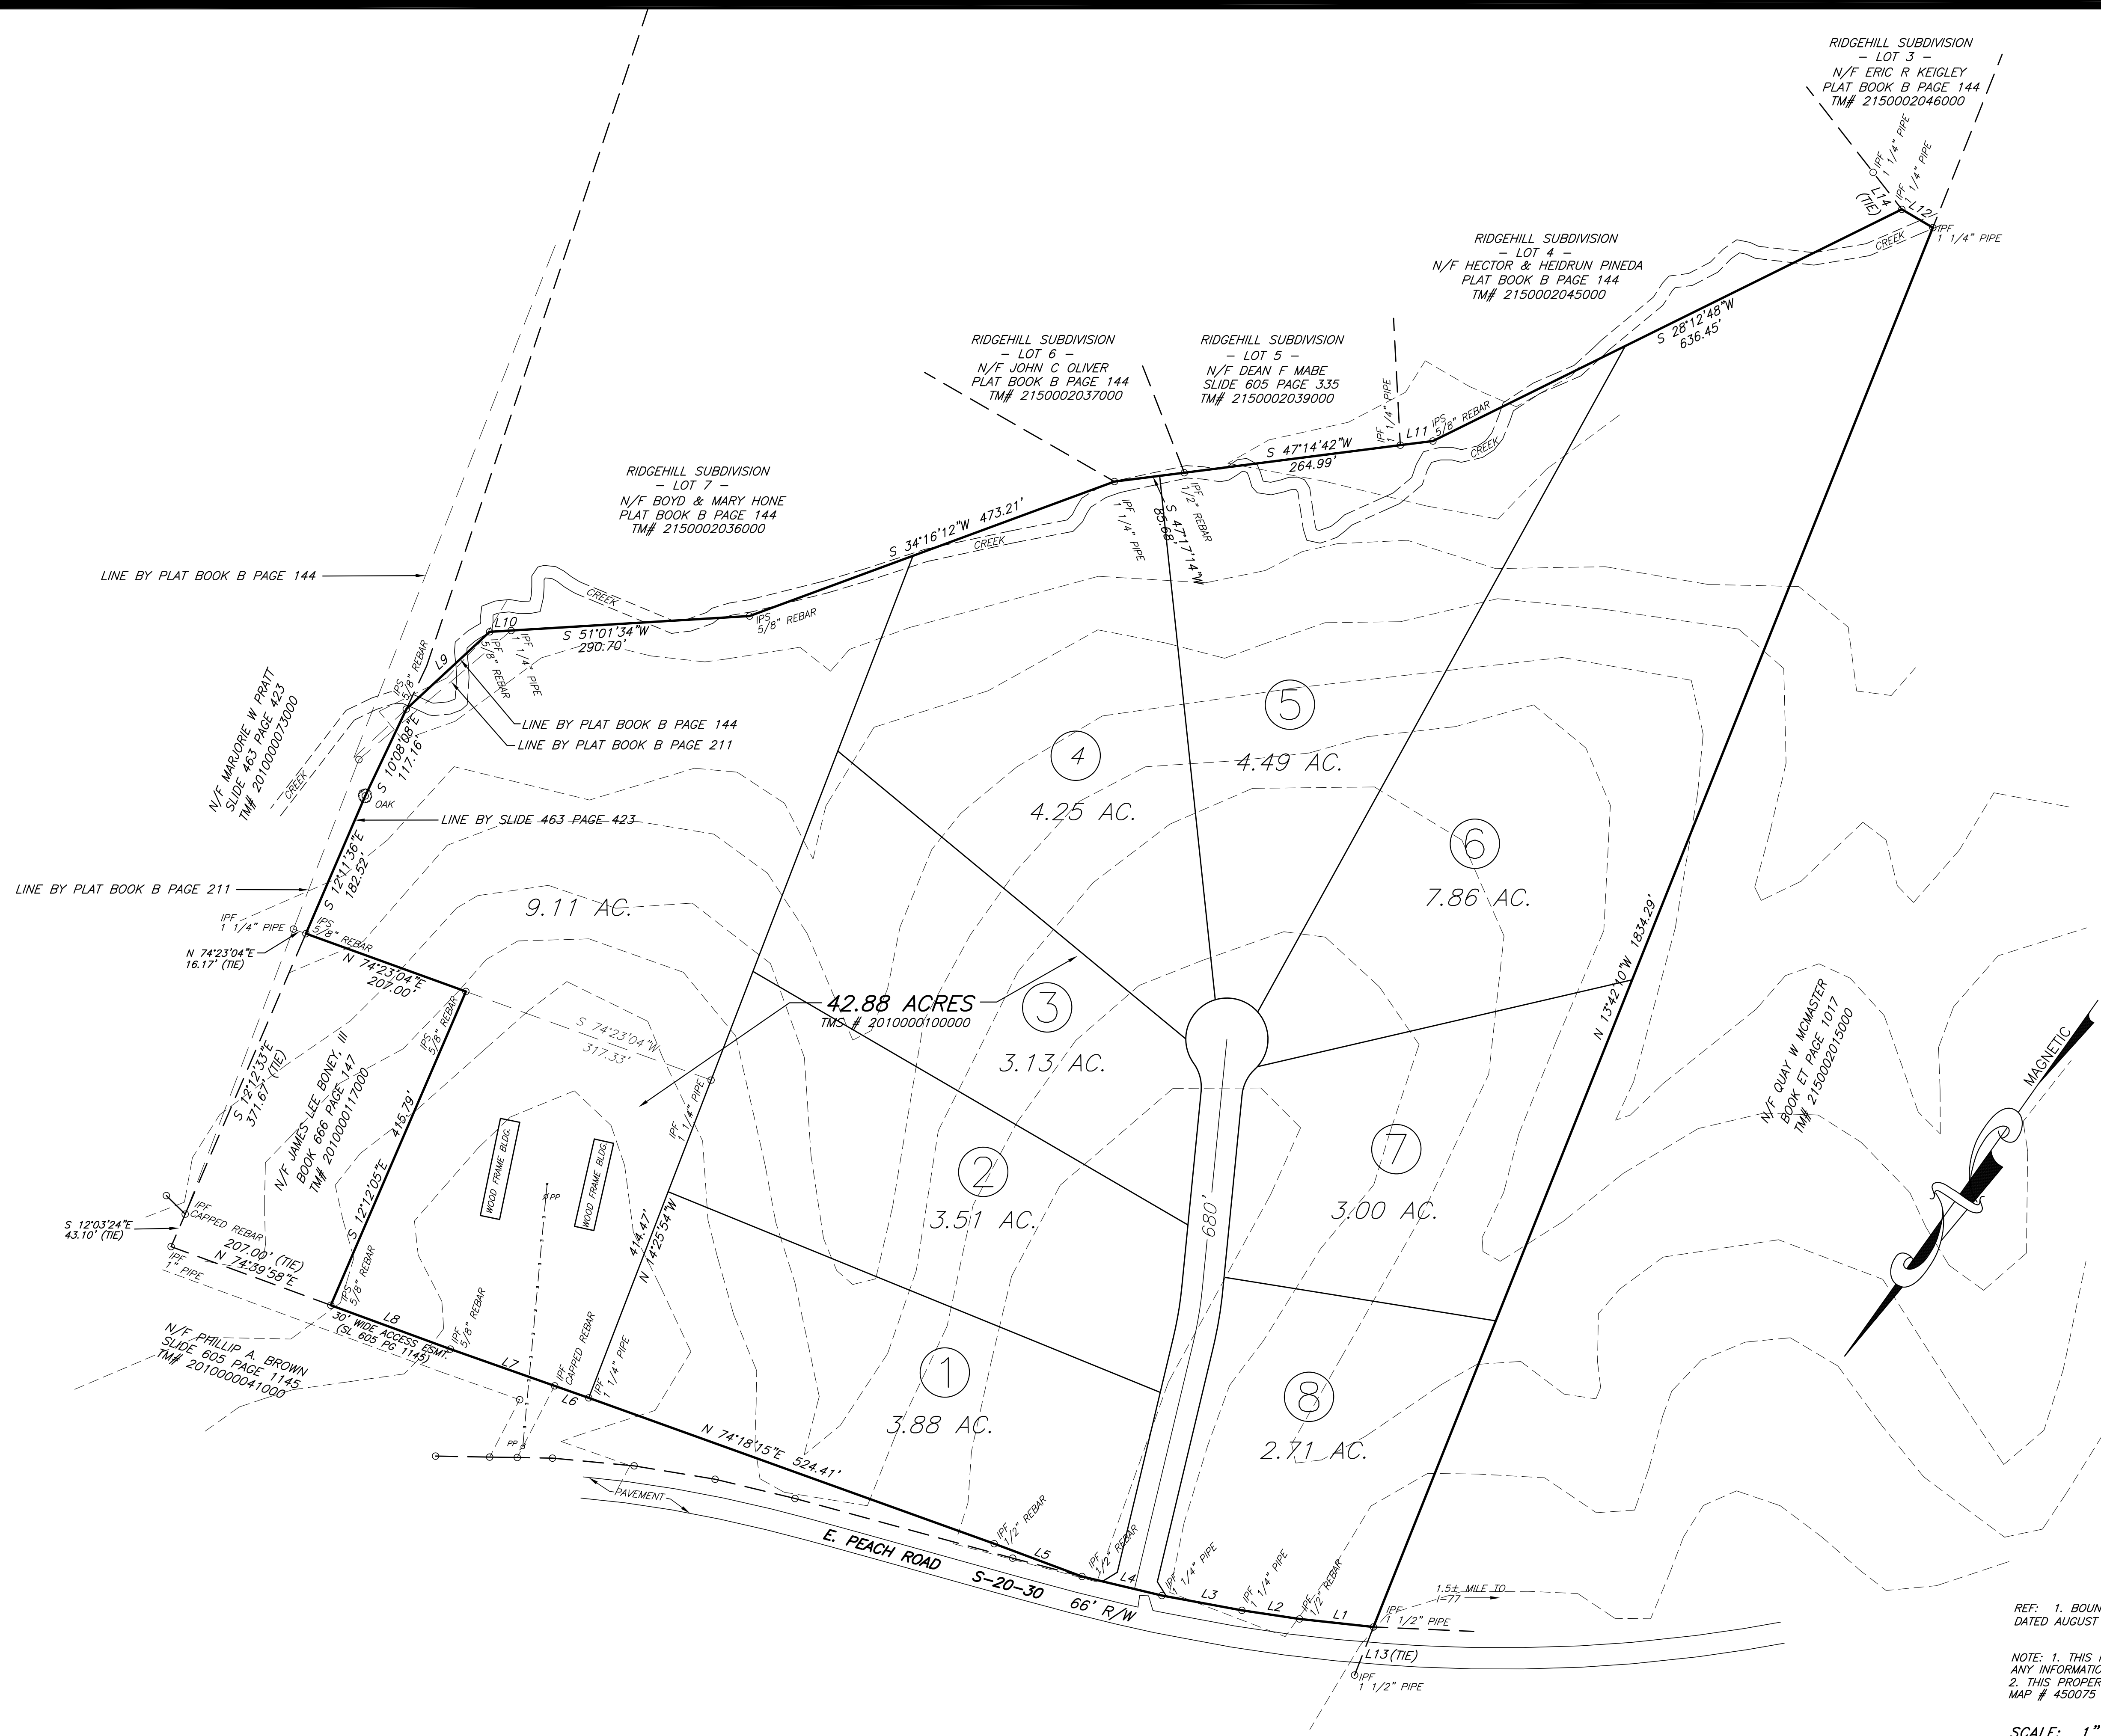 RIDGEHILL SUBDIVISION
- LOT 3 -
N/F ERIC R KEIGLEY
PLAT BOOK B PAGE 144
TM# 2150002046000
IPF
1 1/4" PIPE
IPF
1 1/4" PIPE
L14
(TIE)
L12
IPF
1 1/4" PIPE
CREEK
RIDGEHILL SUBDIVISION
- LOT 4 -
N/F HECTOR & HEIDRUN PINEDA
PLAT BOOK B PAGE 144
TM# 2150002045000
S 28°12'48"W
636.45'
RIDGEHILL SUBDIVISION
- LOT 6 -
N/F JOHN C OLIVER
PLAT BOOK B PAGE 144
TM# 2150002037000
RIDGEHILL SUBDIVISION
- LOT 5 -
N/F DEAN F MABE
SLIDE 605 PAGE 335
TM# 2150002039000
IPF
1 1/4" PIPE
L11
IPS
5/8" REBAR
CREEK
S 47°14'42"W
264.99'
IPF
1/2" REBAR
S 47°17'14"W
85.68'
IPF
1 1/4" PIPE
RIDGEHILL SUBDIVISION
- LOT 7 -
N/F BOYD & MARY HONE
PLAT BOOK B PAGE 144
TM# 2150002036000
S 34°16'12"W 473.21'
CREEK
LINE BY PLAT BOOK B PAGE 144
CREEK
IPS
5/8" REBAR
S 51°01'34"W
290.70'
L10
IPF
5/8" REBAR
IPF
1 1/4" PIPE
L9
IPS
5/8" REBAR
LINE BY PLAT BOOK B PAGE 144
LINE BY PLAT BOOK B PAGE 211
N/F MARJORIE W PRATT
SLIDE 463 PAGE 423
TM# 2010000073000
CREEK
S 10°08'08"E
117.16'
OAK
LINE BY SLIDE 463 PAGE 423
S 12°11'36"E
182.52'
LINE BY PLAT BOOK B PAGE 211
IPF
1 1/4" PIPE
IPS
5/8" REBAR
N 74°23'04"E
16.17' (TIE)
N 74°23'04"E
207.00'
9.11 AC.
4
4.25 AC.
5
4.49 AC.
6
7.86 AC.
N 13°42'10"W 1834.29'
42.88 ACRES
TMS # 2010000100000
3
3.13 AC.
S 74°23'04"W
317.33'
IPS
5/8" REBAR
IPF
1 1/4" PIPE
S 12°12'33"E
371.67' (TIE)
N/F JAMES LEE BONEY, III
BOOK 666 PAGE 147
TM# 2010000117000
S 12°12'05"E
415.79'
WOOD FRAME BLDG.
WOOD FRAME BLDG.
PP
N 14°25'54"W
414.47'
2
3.51 AC.
680'
7
3.00 AC.
N/F QUAY W MCMASTER
BOOK ET PAGE 1017
TM# 2150002015000
MAGNETIC
S 12°03'24"E
43.10' (TIE)
IPF
CAPPED REBAR
207.00' (TIE)
N 74°39'58"E
IPF
1" PIPE
IPS
5/8" REBAR
L8
30' WIDE ACCESS ESMT.
(SL 605 PG 1145)
IPF
5/8" REBAR
N/F PHILLIP A. BROWN
SLIDE 605 PAGE 1145
TM# 2010000041000
L7
IPF
CAPPED REBAR
L6
IPF
1 1/4" PIPE
PP
1
3.88 AC.
8
2.71 AC.
N 74°18'15"E 524.41'
PAVEMENT
E. PEACH ROAD S-20-30 66' R/W
IPF
1/2" REBAR
L5
IPF
1/2" REBAR
L4
IPF
1 1/4" PIPE
L3
IPF
1 1/4" PIPE
L2
IPF
1/2" REBAR
L1
1.5± MILE TO
I-77
IPF
1 1/2" PIPE
L13(TIE)
IPF
1 1/2" PIPE
REF: 1. BOUN
DATED AUGUST
NOTE: 1. THIS
ANY INFORMATIO
2. THIS PROPER
MAP # 450075
SCALE: 1"